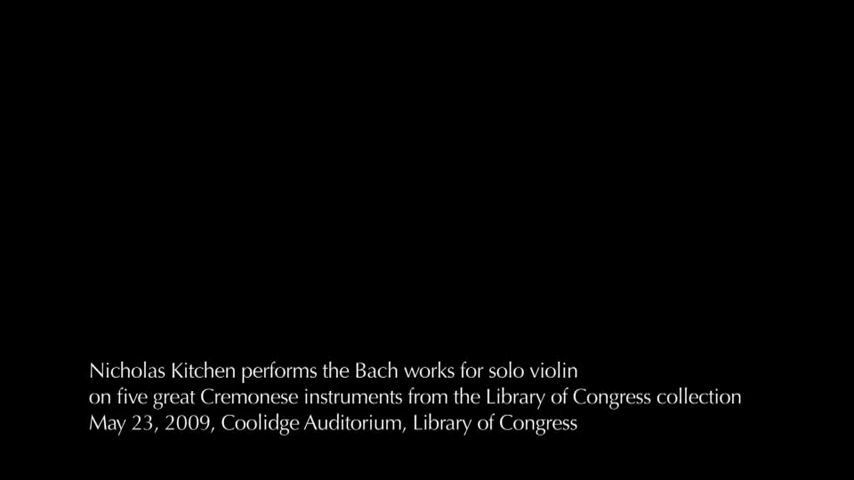 Nicholas Kitchen performs the Bach works for solo violin
on five great Cremonese instruments from the Library of Congress collection
May 23, 2009, Coolidge Auditorium, Library of Congress